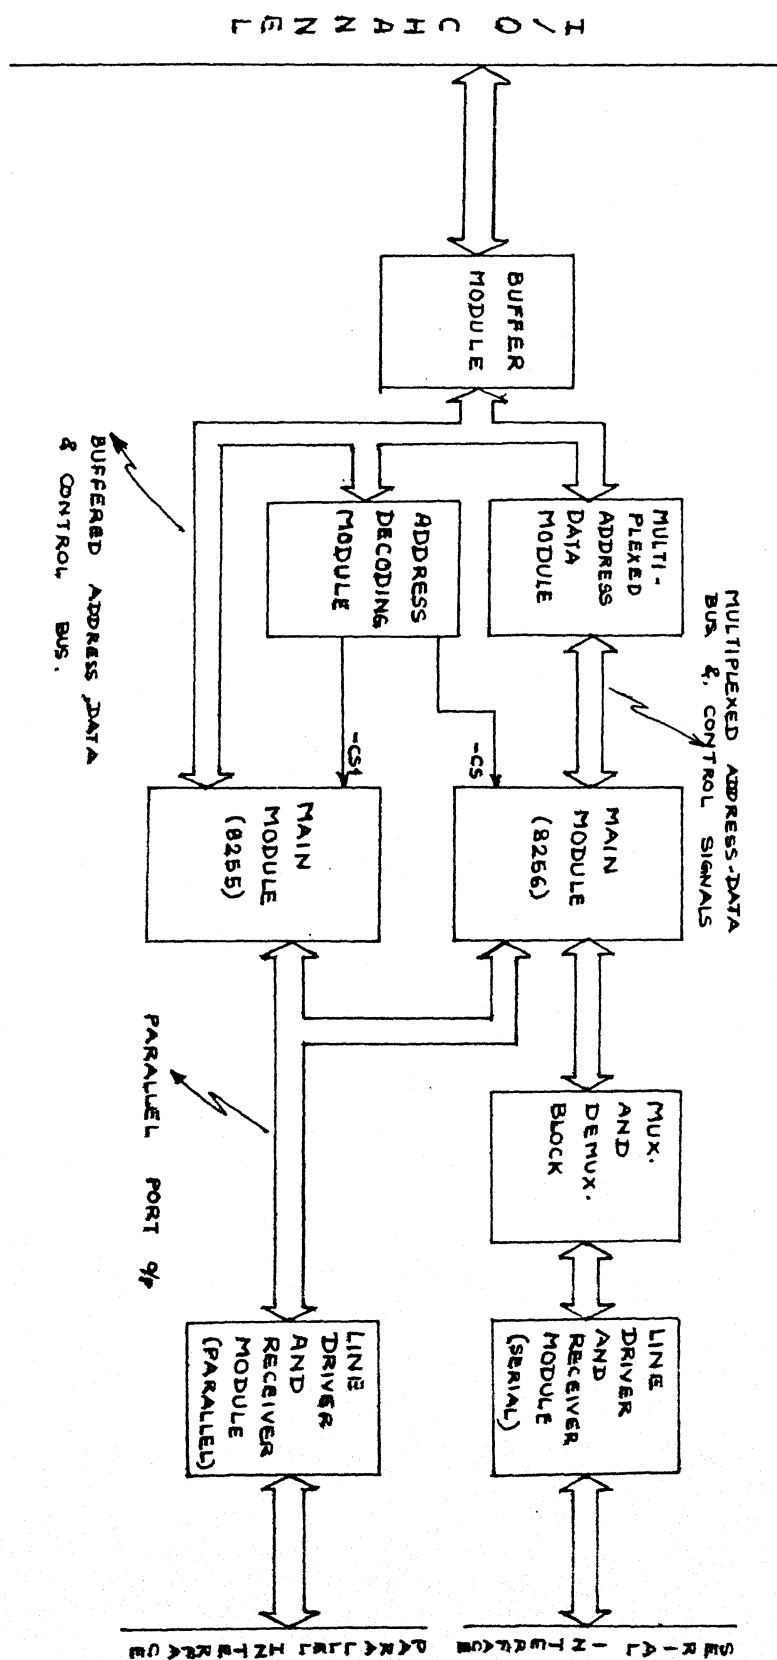 I/O CHANNEL
BUFFER
MODULE
MULTI-
PLEXED
ADDRESS
DATA
MODULE
ADDRESS
DECODING
MODULE
MULTIPLEXED ADDRESS-DATA
BUS & CONTROL SIGNALS
BUFFERED ADDRESS, DATA
& CONTROL BUS.
-CS
-CS1
MAIN
MODULE
(8256)
MAIN
MODULE
(8255)
PARALLEL PORT O/P
MUX.
AND
DEMUX.
BLOCK
LINE
DRIVER
AND
RECEIVER
MODULE
(SERIAL)
LINE
DRIVER
AND
RECEIVER
MODULE
(PARALLEL)
SERIAL INTERFACE
PARALLEL INTERFACE